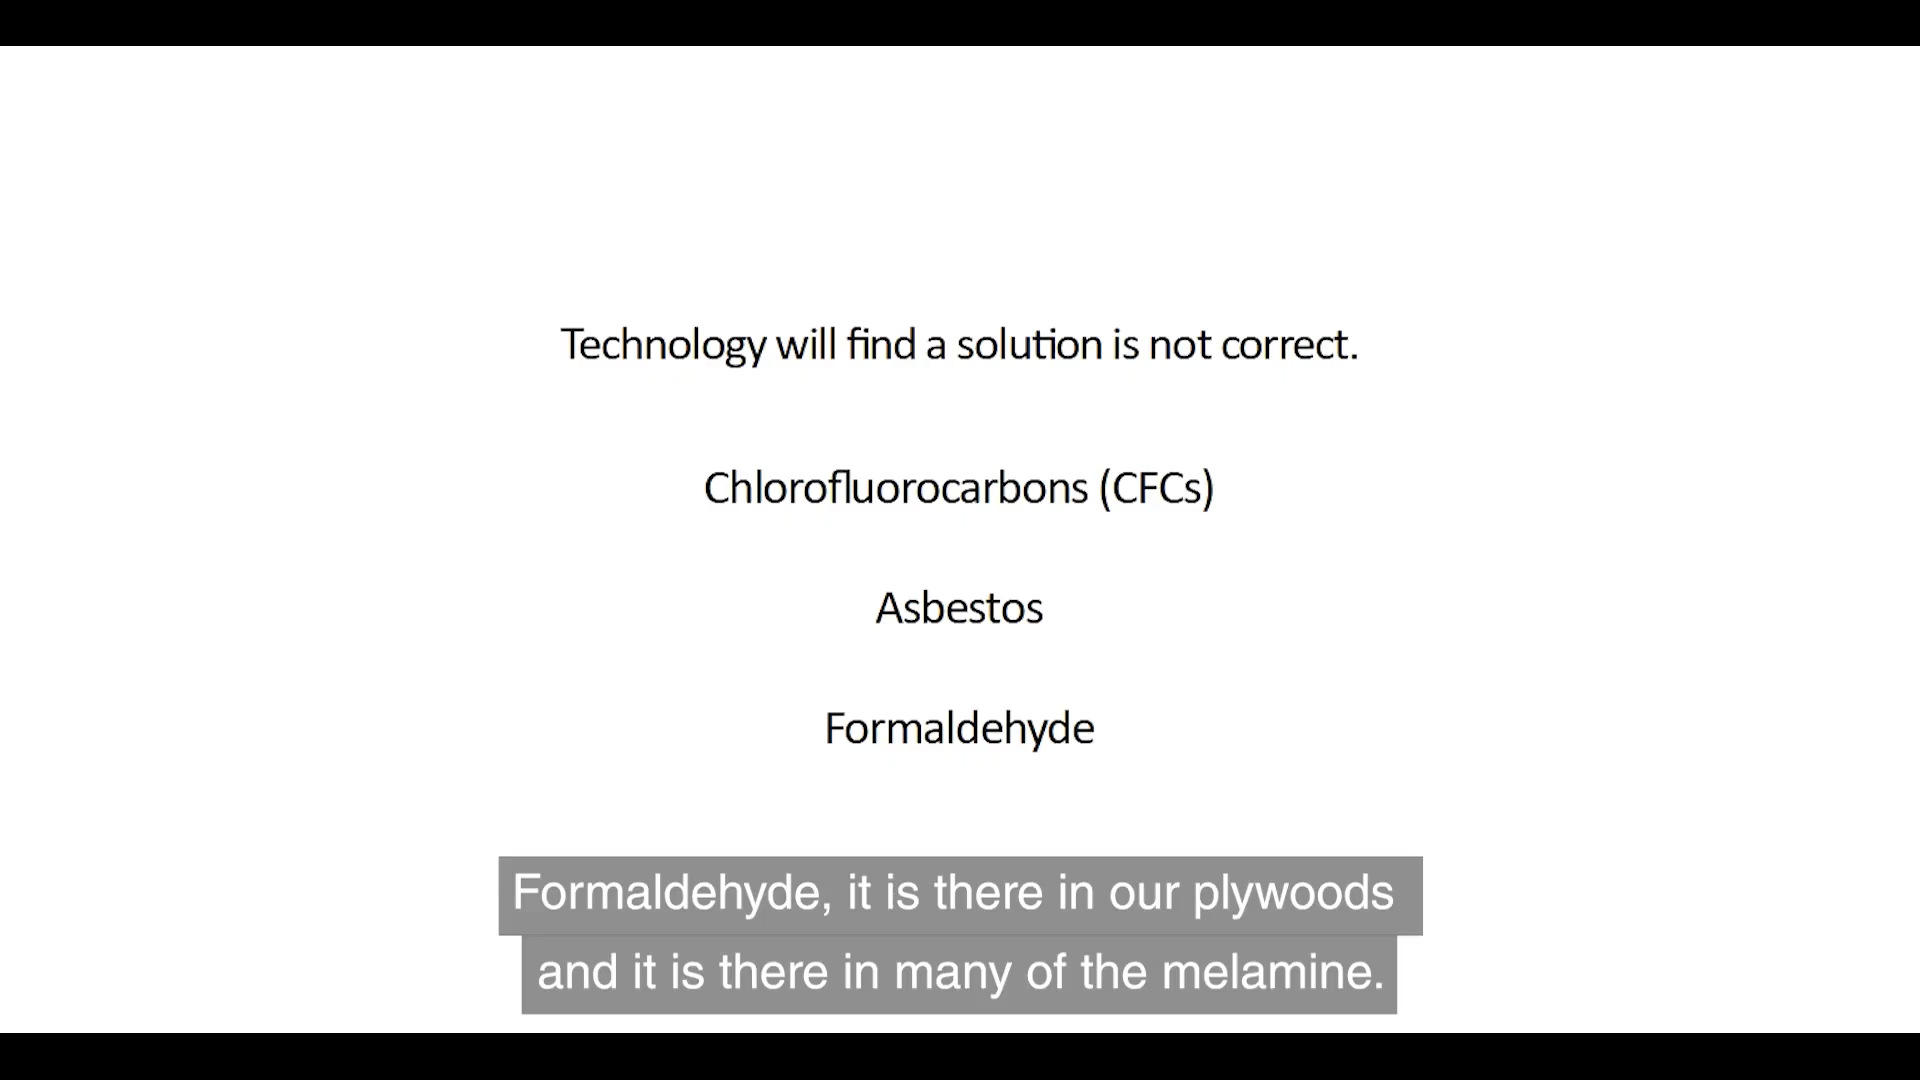 Technology will find a solution is not correct.
Chlorofluorocarbons (CFCs)
Asbestos
Formaldehyde
Formaldehyde, it is there in our plywoods
and it is there in many of the melamine.